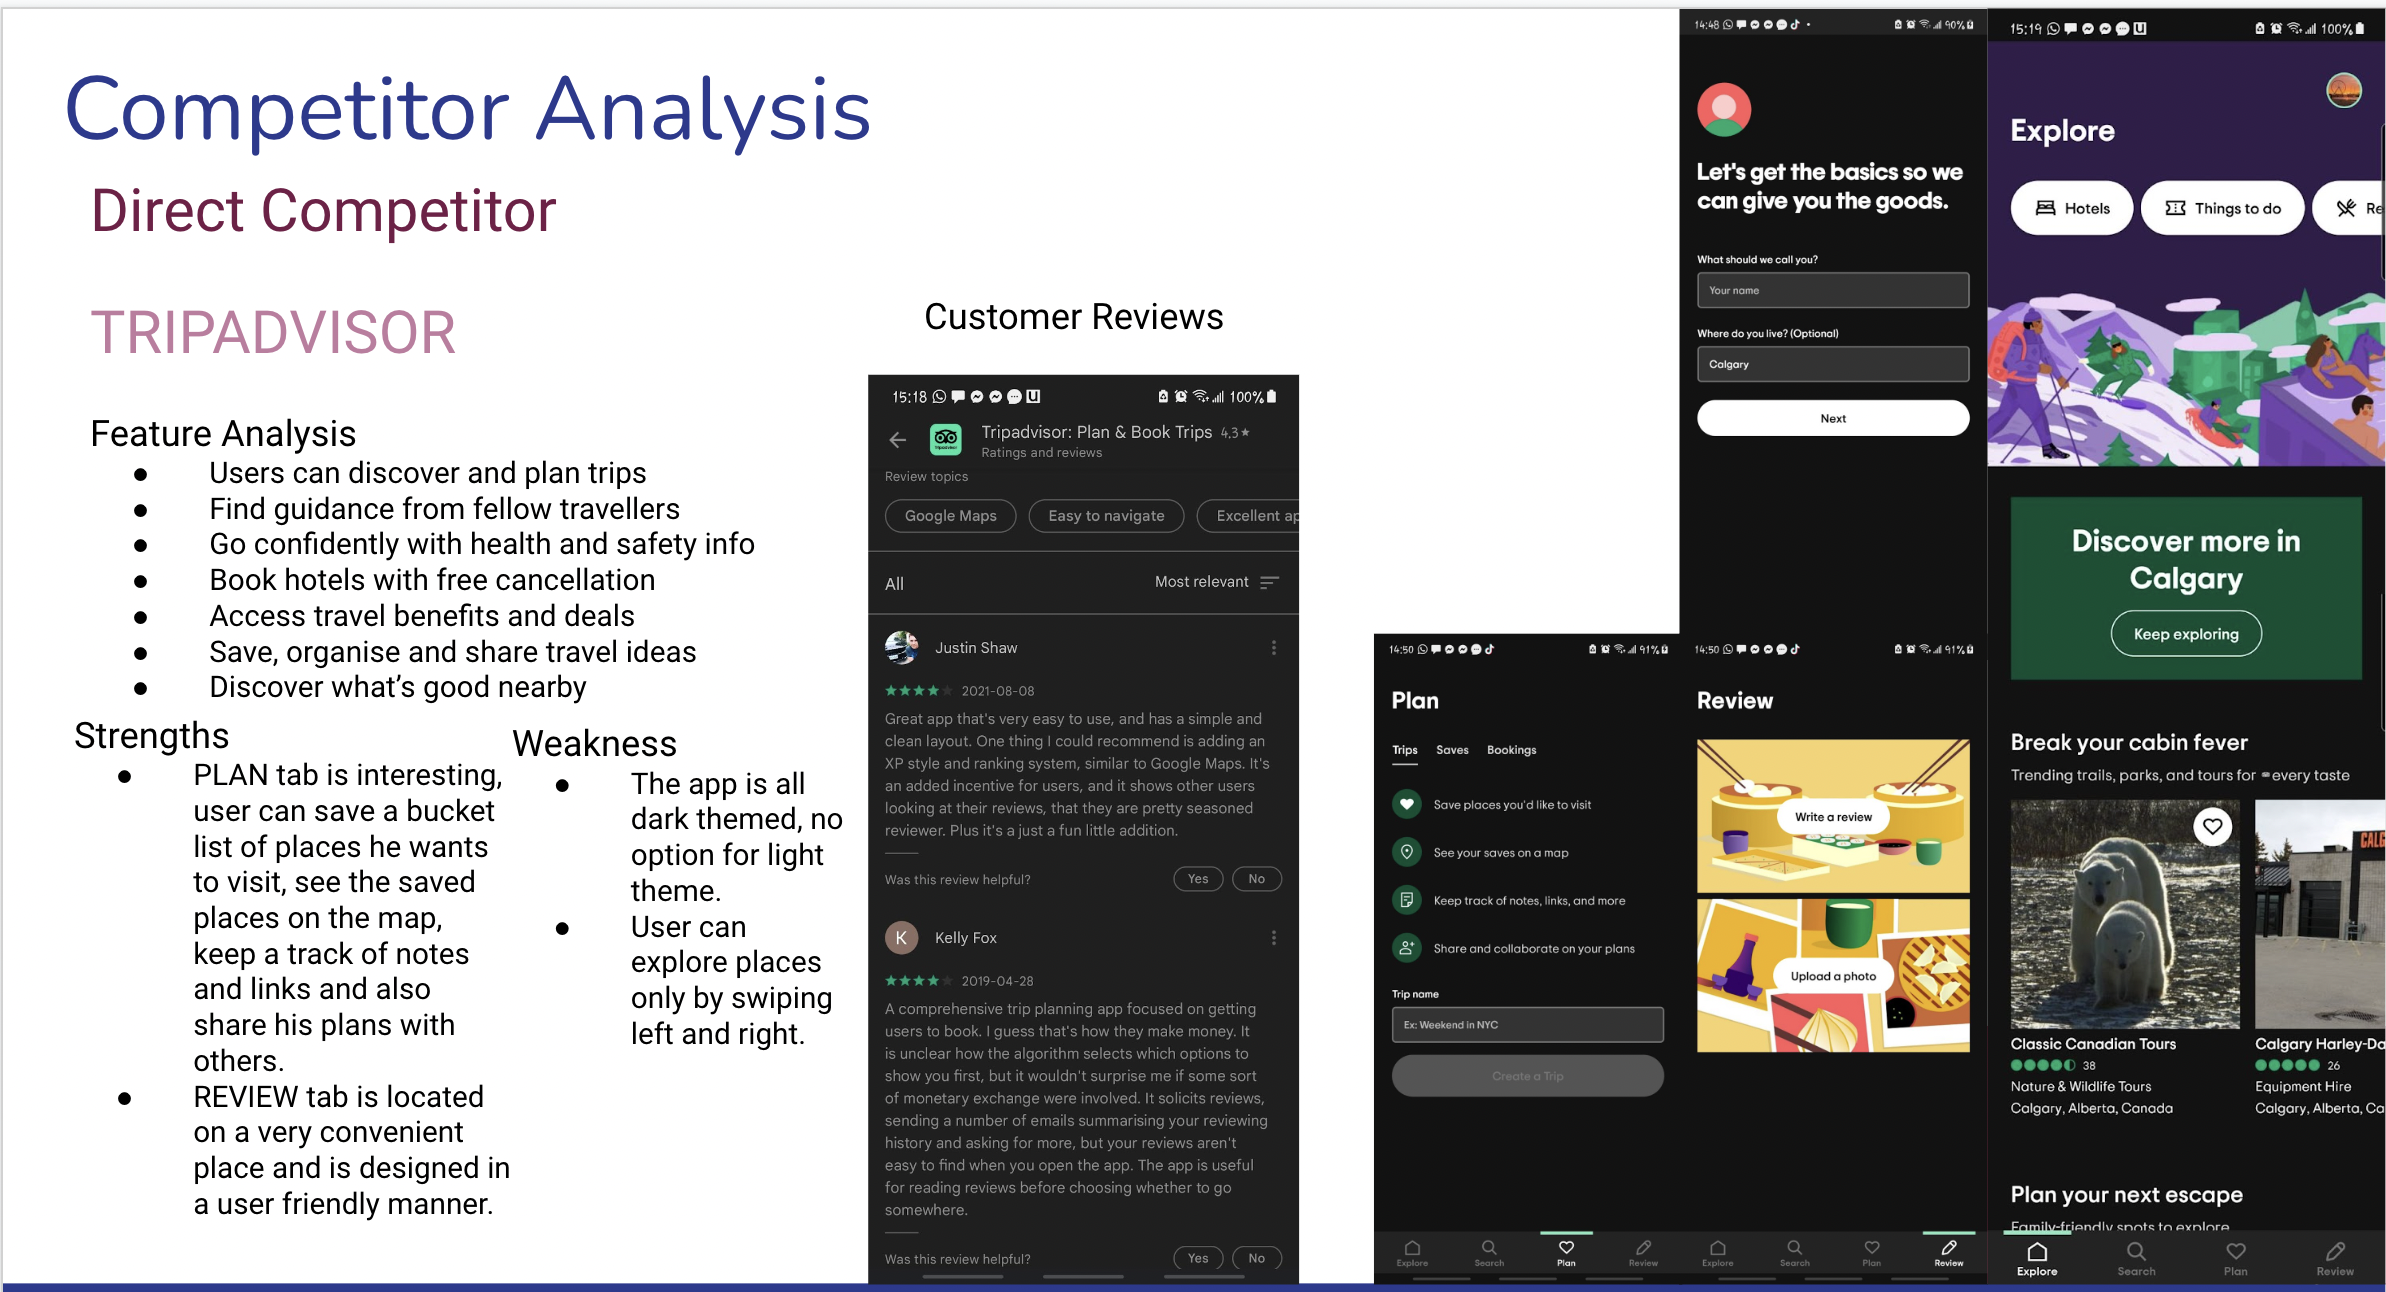 Competitor Analysis
Direct Competitor
TRIPADVISOR
Feature Analysis
● Users can discover and plan trips
● Find guidance from fellow travellers
● Go confidently with health and safety info
● Book hotels with free cancellation
● Access travel benefits and deals
● Save, organise and share travel ideas
● Discover what’s good nearby
Strengths
● PLAN tab is interesting,
user can save a bucket
list of places he wants
to visit, see the saved
places on the map,
keep a track of notes
and links and also
share his plans with
others.
● REVIEW tab is located
on a very convenient
place and is designed in
a user friendly manner.
Weakness
● The app is all
dark themed, no
option for light
theme.
● User can
explore places
only by swiping
left and right.
Customer Reviews
15:18 100%
Tripadvisor: Plan & Book Trips 4.3★
Ratings and reviews
Review topics
Google Maps Easy to navigate Excellent ap
All Most relevant
Justin Shaw
2021-08-08
Great app that's very easy to use, and has a simple and
clean layout. One thing I could recommend is adding an
XP style and ranking system, similar to Google Maps. It's
an added incentive for users, and it shows other users
looking at their reviews, that they are pretty seasoned
reviewer. Plus it's a just a fun little addition.
Was this review helpful? Yes No
K Kelly Fox
2019-04-28
A comprehensive trip planning app focused on getting
users to book. I guess that's how they make money. It
is unclear how the algorithm selects which options to
show you first, but it wouldn't surprise me if some sort
of monetary exchange were involved. It solicits reviews,
sending a number of emails summarising your reviewing
history and asking for more, but your reviews aren't
easy to find when you open the app. The app is useful
for reading reviews before choosing whether to go
somewhere.
Was this review helpful? Yes No
14:48 90%
Let's get the basics so we
can give you the goods.
What should we call you?
Your name
Where do you live? (Optional)
Calgary
Next
14:50 91%
Plan
Trips Saves Bookings
Save places you'd like to visit
See your saves on a map
Keep track of notes, links, and more
Share and collaborate on your plans
Trip name
Ex: Weekend in NYC
Create a Trip
Explore Search Plan Review
14:50 91%
Review
Write a review
Upload a photo
Explore Search Plan Review
15:19 100%
Explore
Hotels Things to do Re
Discover more in
Calgary
Keep exploring
Break your cabin fever
Trending trails, parks, and tours for every taste
CALG
Classic Canadian Tours
38
Nature & Wildlife Tours
Calgary, Alberta, Canada
Calgary Harley-Da
26
Equipment Hire
Calgary, Alberta, Ca
Plan your next escape
Family-friendly spots to explore
Explore Search Plan Review